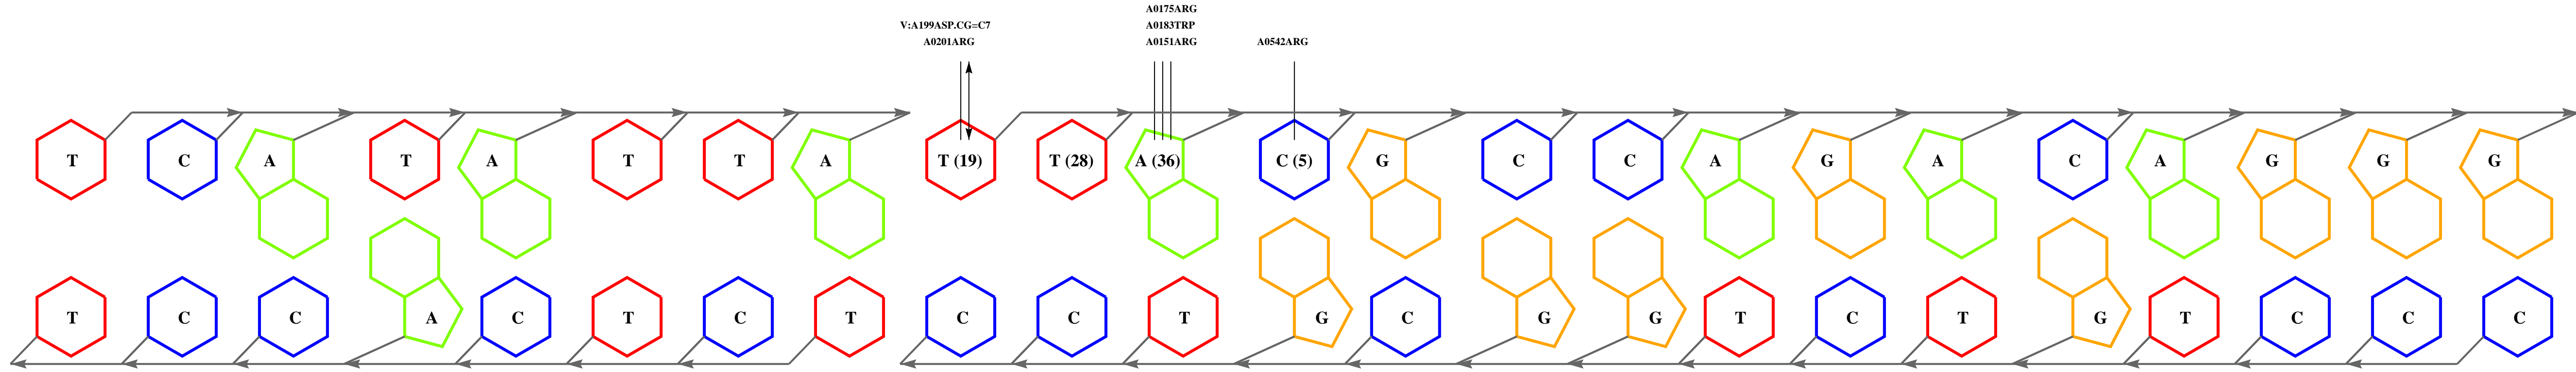 A0175ARG
V:A199ASP.CG=C7 A0183TRP
A0201ARG A0151ARG A0542ARG
T C A T A T T A T (19) T (28) A (36) C (5) G C C A G A C A G G G
T C C A C T C T C C T G C G G T C T G T C C C